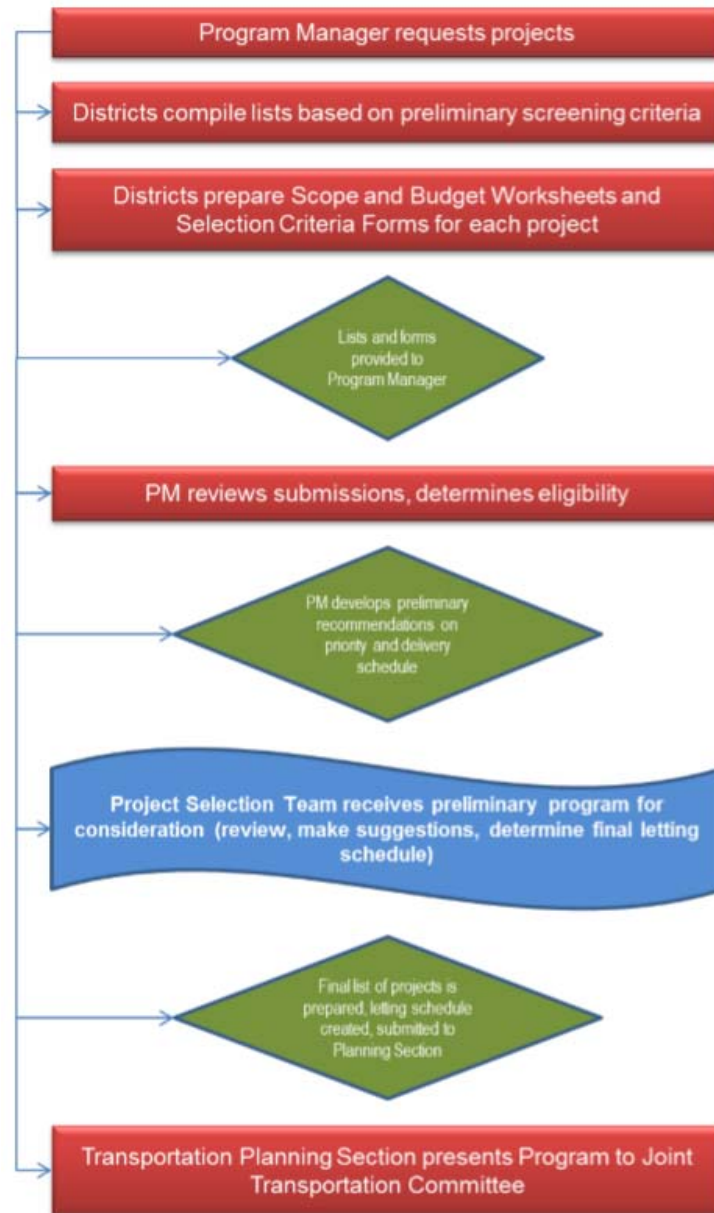 Program Manager requests projects
Districts compile lists based on preliminary screening criteria
Districts prepare Scope and Budget Worksheets and
Selection Criteria Forms for each project
Lists and forms
provided to
Program Manager
PM reviews submissions, determines eligibility
PM develops preliminary
recommendations on
priority and delivery
schedule
Project Selection Team receives preliminary program for
consideration (review, make suggestions, determine final letting
schedule)
Final list of projects is
prepared, letting schedule
created, submitted to
Planning Section
Transportation Planning Section presents Program to Joint
Transportation Committee